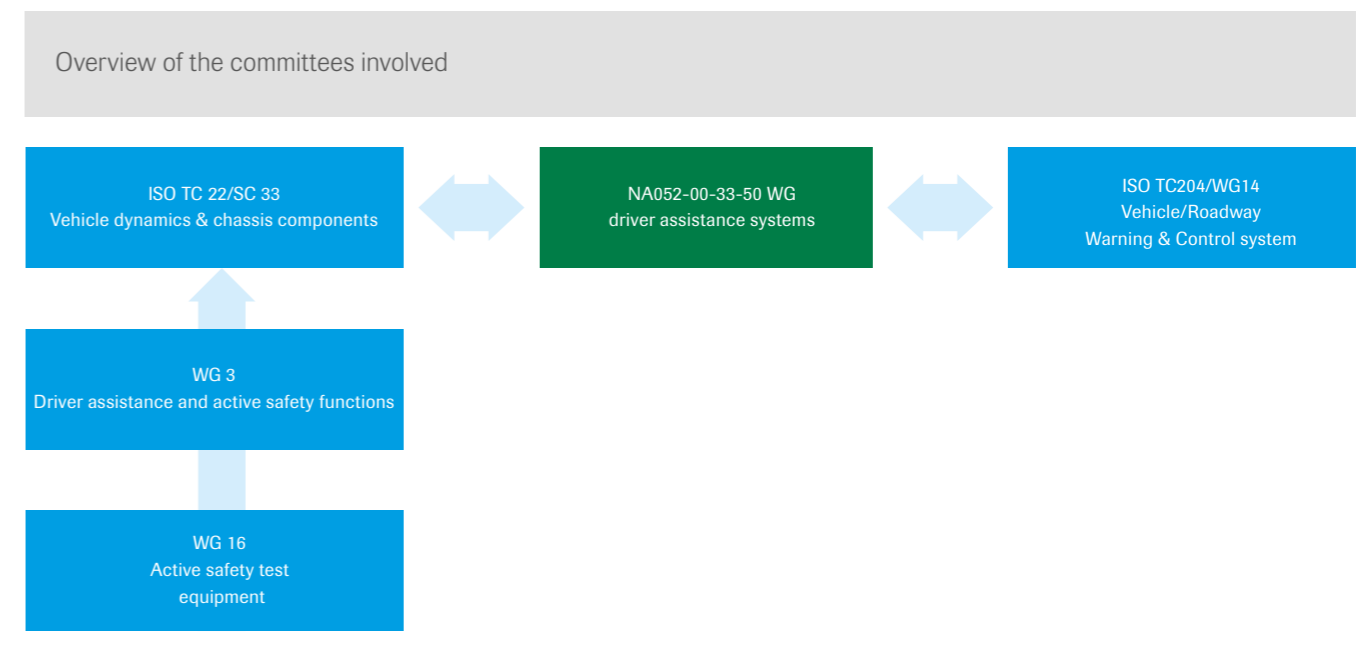 Overview of the committees involved
ISO TC 22/SC 33
Vehicle dynamics & chassis components
NA052-00-33-50 WG
driver assistance systems
ISO TC204/WG14
Vehicle/Roadway
Warning & Control system
WG 3
Driver assistance and active safety functions
WG 16
Active safety test
equipment